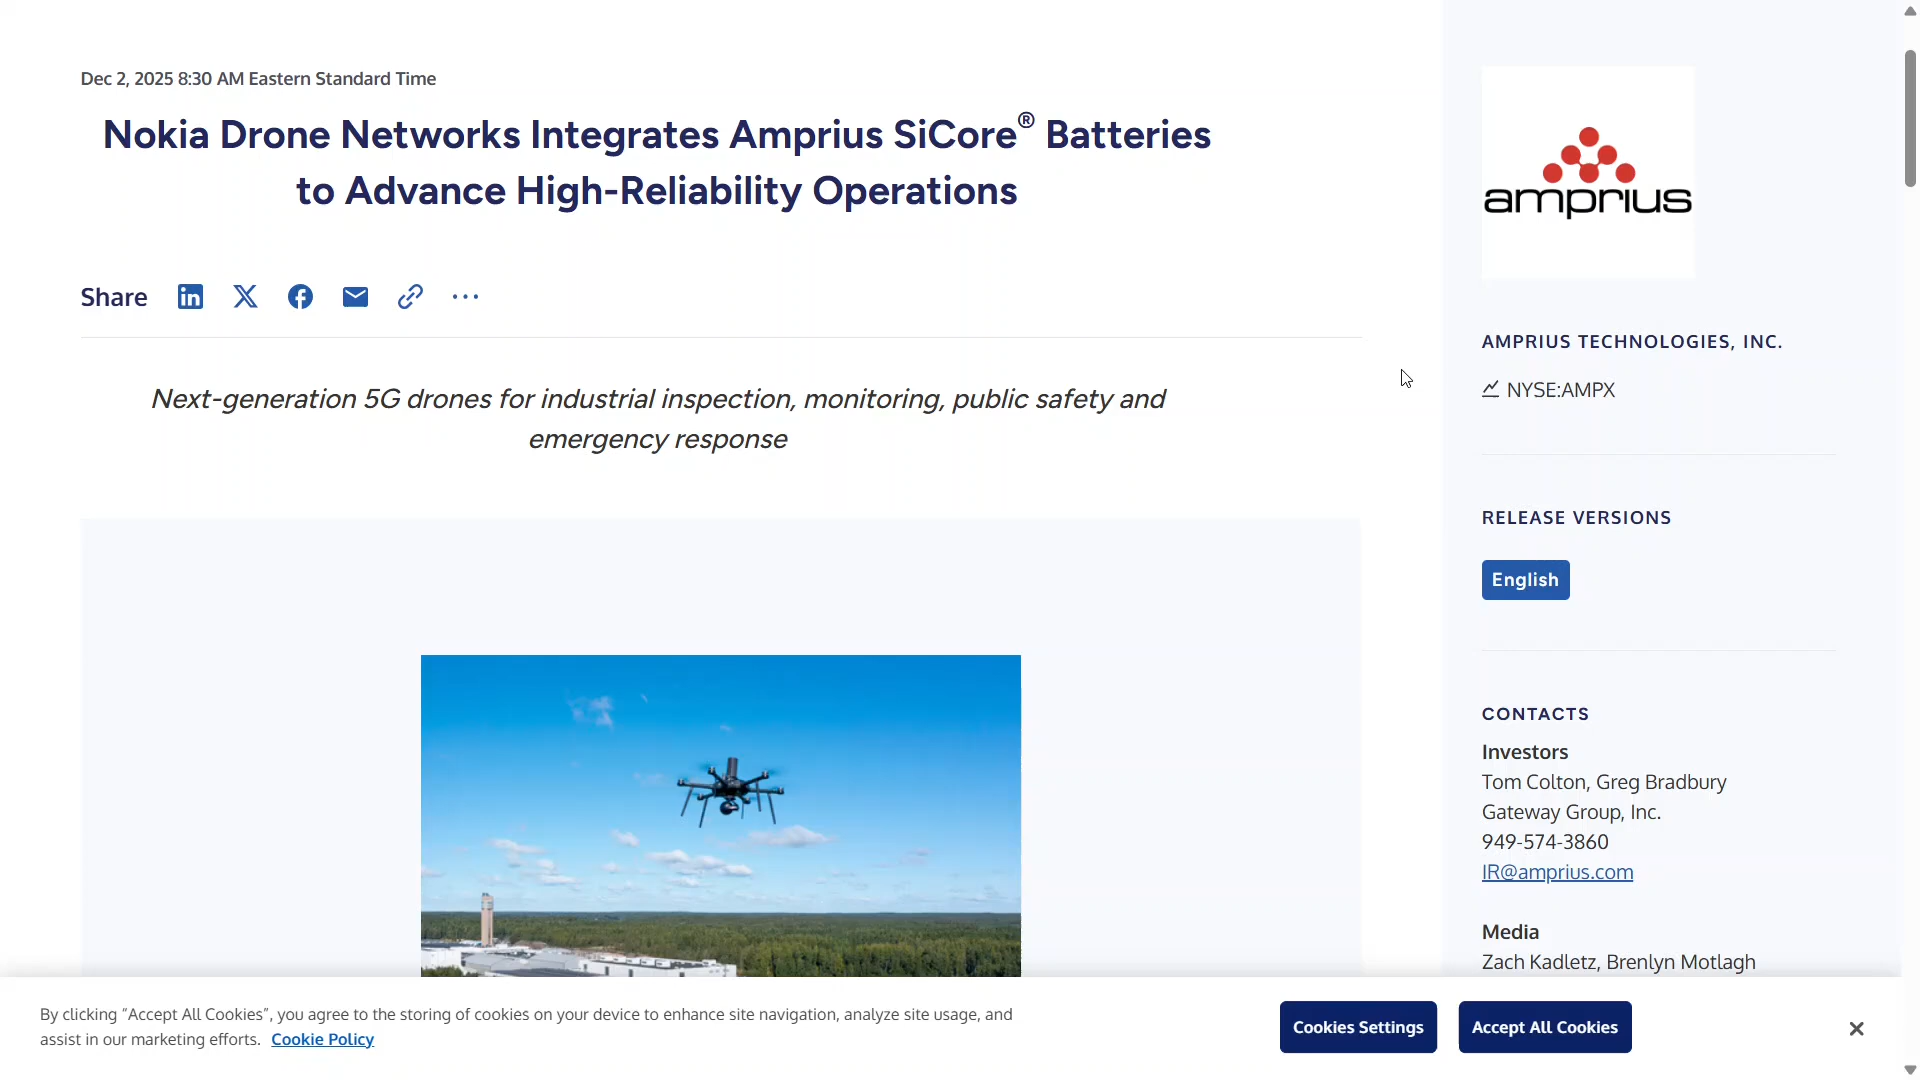 Dec 2, 2025 8:30 AM Eastern Standard Time
Nokia Drone Networks Integrates Amprius SiCore® Batteries
to Advance High-Reliability Operations
Share
Next-generation 5G drones for industrial inspection, monitoring, public safety and
emergency response
amprius
AMPRIUS TECHNOLOGIES, INC.
NYSE:AMPX
RELEASE VERSIONS
English
CONTACTS
Investors
Tom Colton, Greg Bradbury
Gateway Group, Inc.
949-574-3860
IR@amprius.com
Media
Zach Kadletz, Brenlyn Motlagh
By clicking “Accept All Cookies”, you agree to the storing of cookies on your device to enhance site navigation, analyze site usage, and
assist in our marketing efforts. Cookie Policy
Cookies Settings
Accept All Cookies